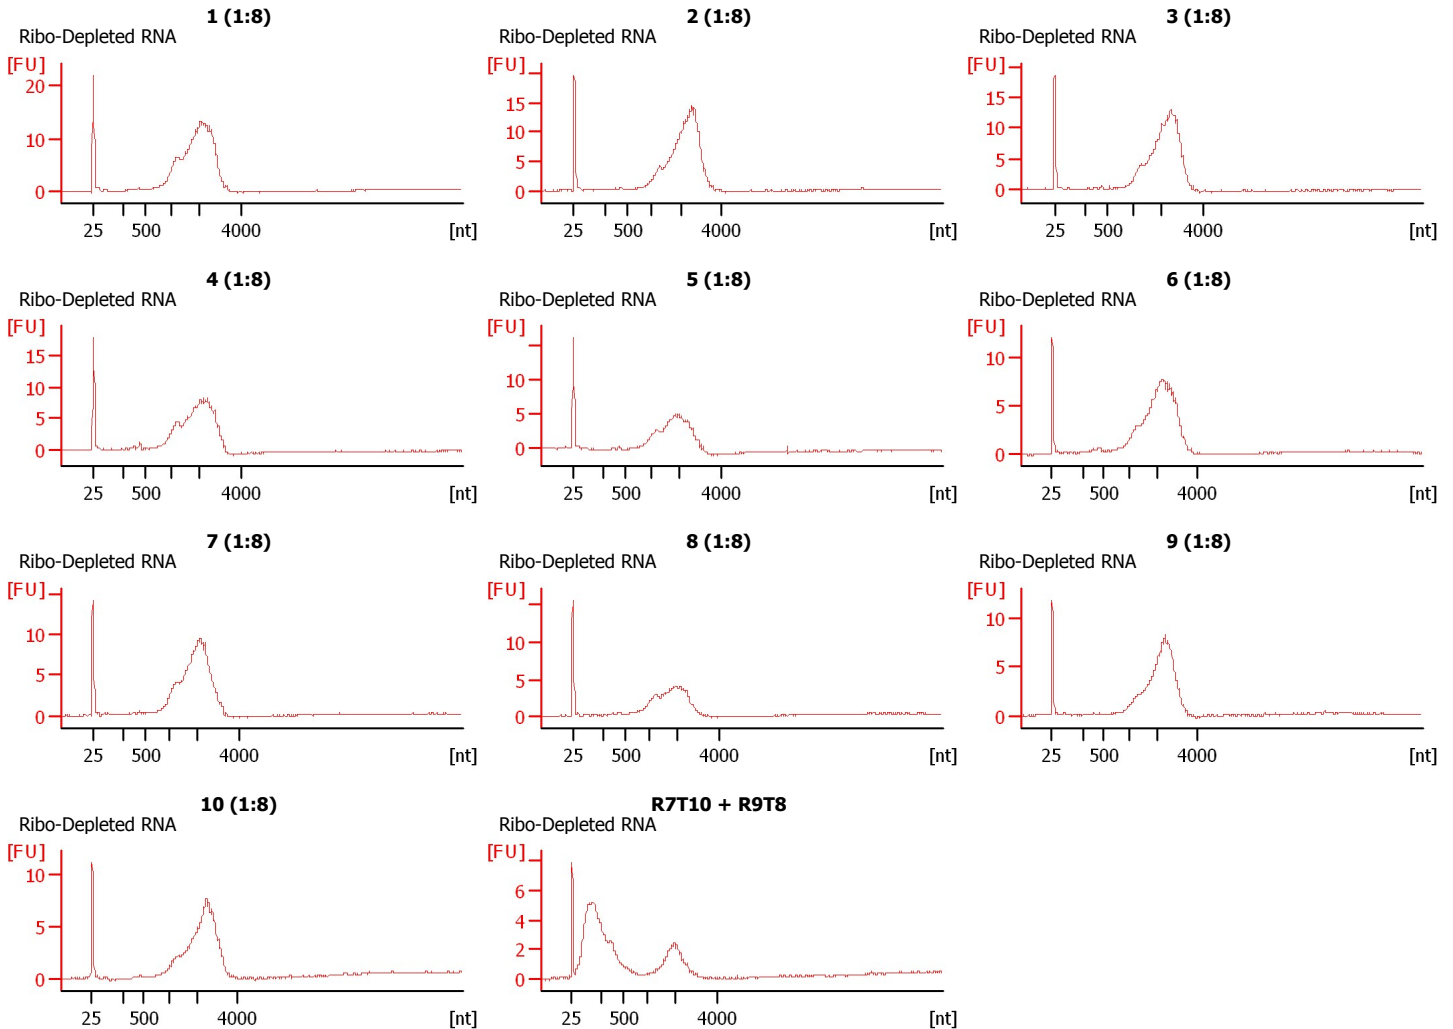 1 (1:8)
Ribo-Depleted RNA
[FU]
20
10
0
25 500 4000 [nt]
2 (1:8)
Ribo-Depleted RNA
[FU]
15
10
5
0
25 500 4000 [nt]
3 (1:8)
Ribo-Depleted RNA
[FU]
15
10
5
0
25 500 4000 [nt]
4 (1:8)
Ribo-Depleted RNA
[FU]
15
10
5
0
25 500 4000 [nt]
5 (1:8)
Ribo-Depleted RNA
[FU]
10
5
0
25 500 4000 [nt]
6 (1:8)
Ribo-Depleted RNA
[FU]
10
5
0
25 500 4000 [nt]
7 (1:8)
Ribo-Depleted RNA
[FU]
10
5
0
25 500 4000 [nt]
8 (1:8)
Ribo-Depleted RNA
[FU]
10
5
0
25 500 4000 [nt]
9 (1:8)
Ribo-Depleted RNA
[FU]
10
5
0
25 500 4000 [nt]
10 (1:8)
Ribo-Depleted RNA
[FU]
10
5
0
25 500 4000 [nt]
R7T10 + R9T8
Ribo-Depleted RNA
[FU]
6
4
2
0
25 500 4000 [nt]